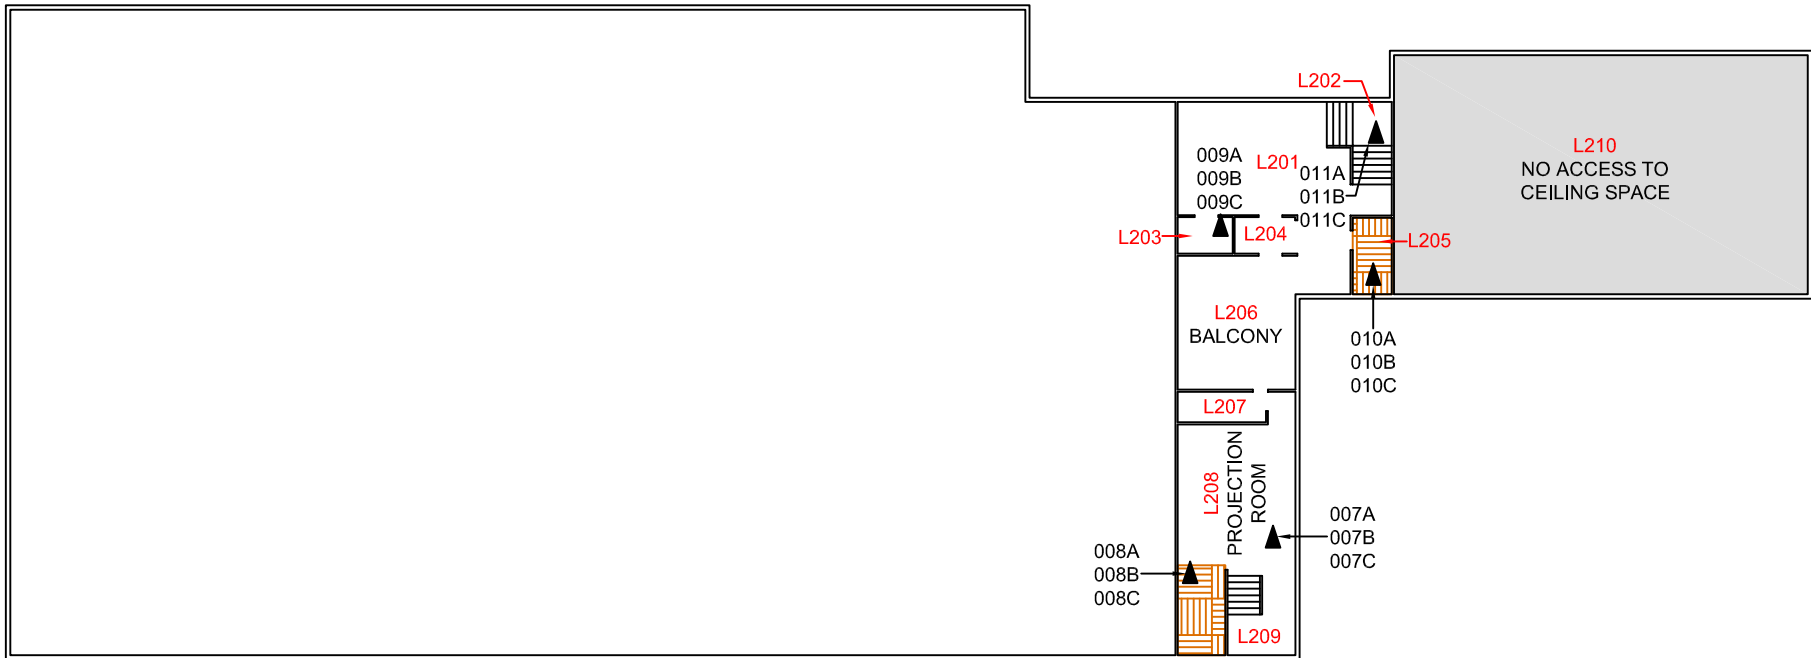 L202
L210
NO ACCESS TO
CEILING SPACE
009A
009B
009C
L201
011A
011B
011C
L203
L204
L205
L206
BALCONY
010A
010B
010C
L207
L208
PROJECTION
ROOM
007A
007B
007C
008A
008B
008C
L209